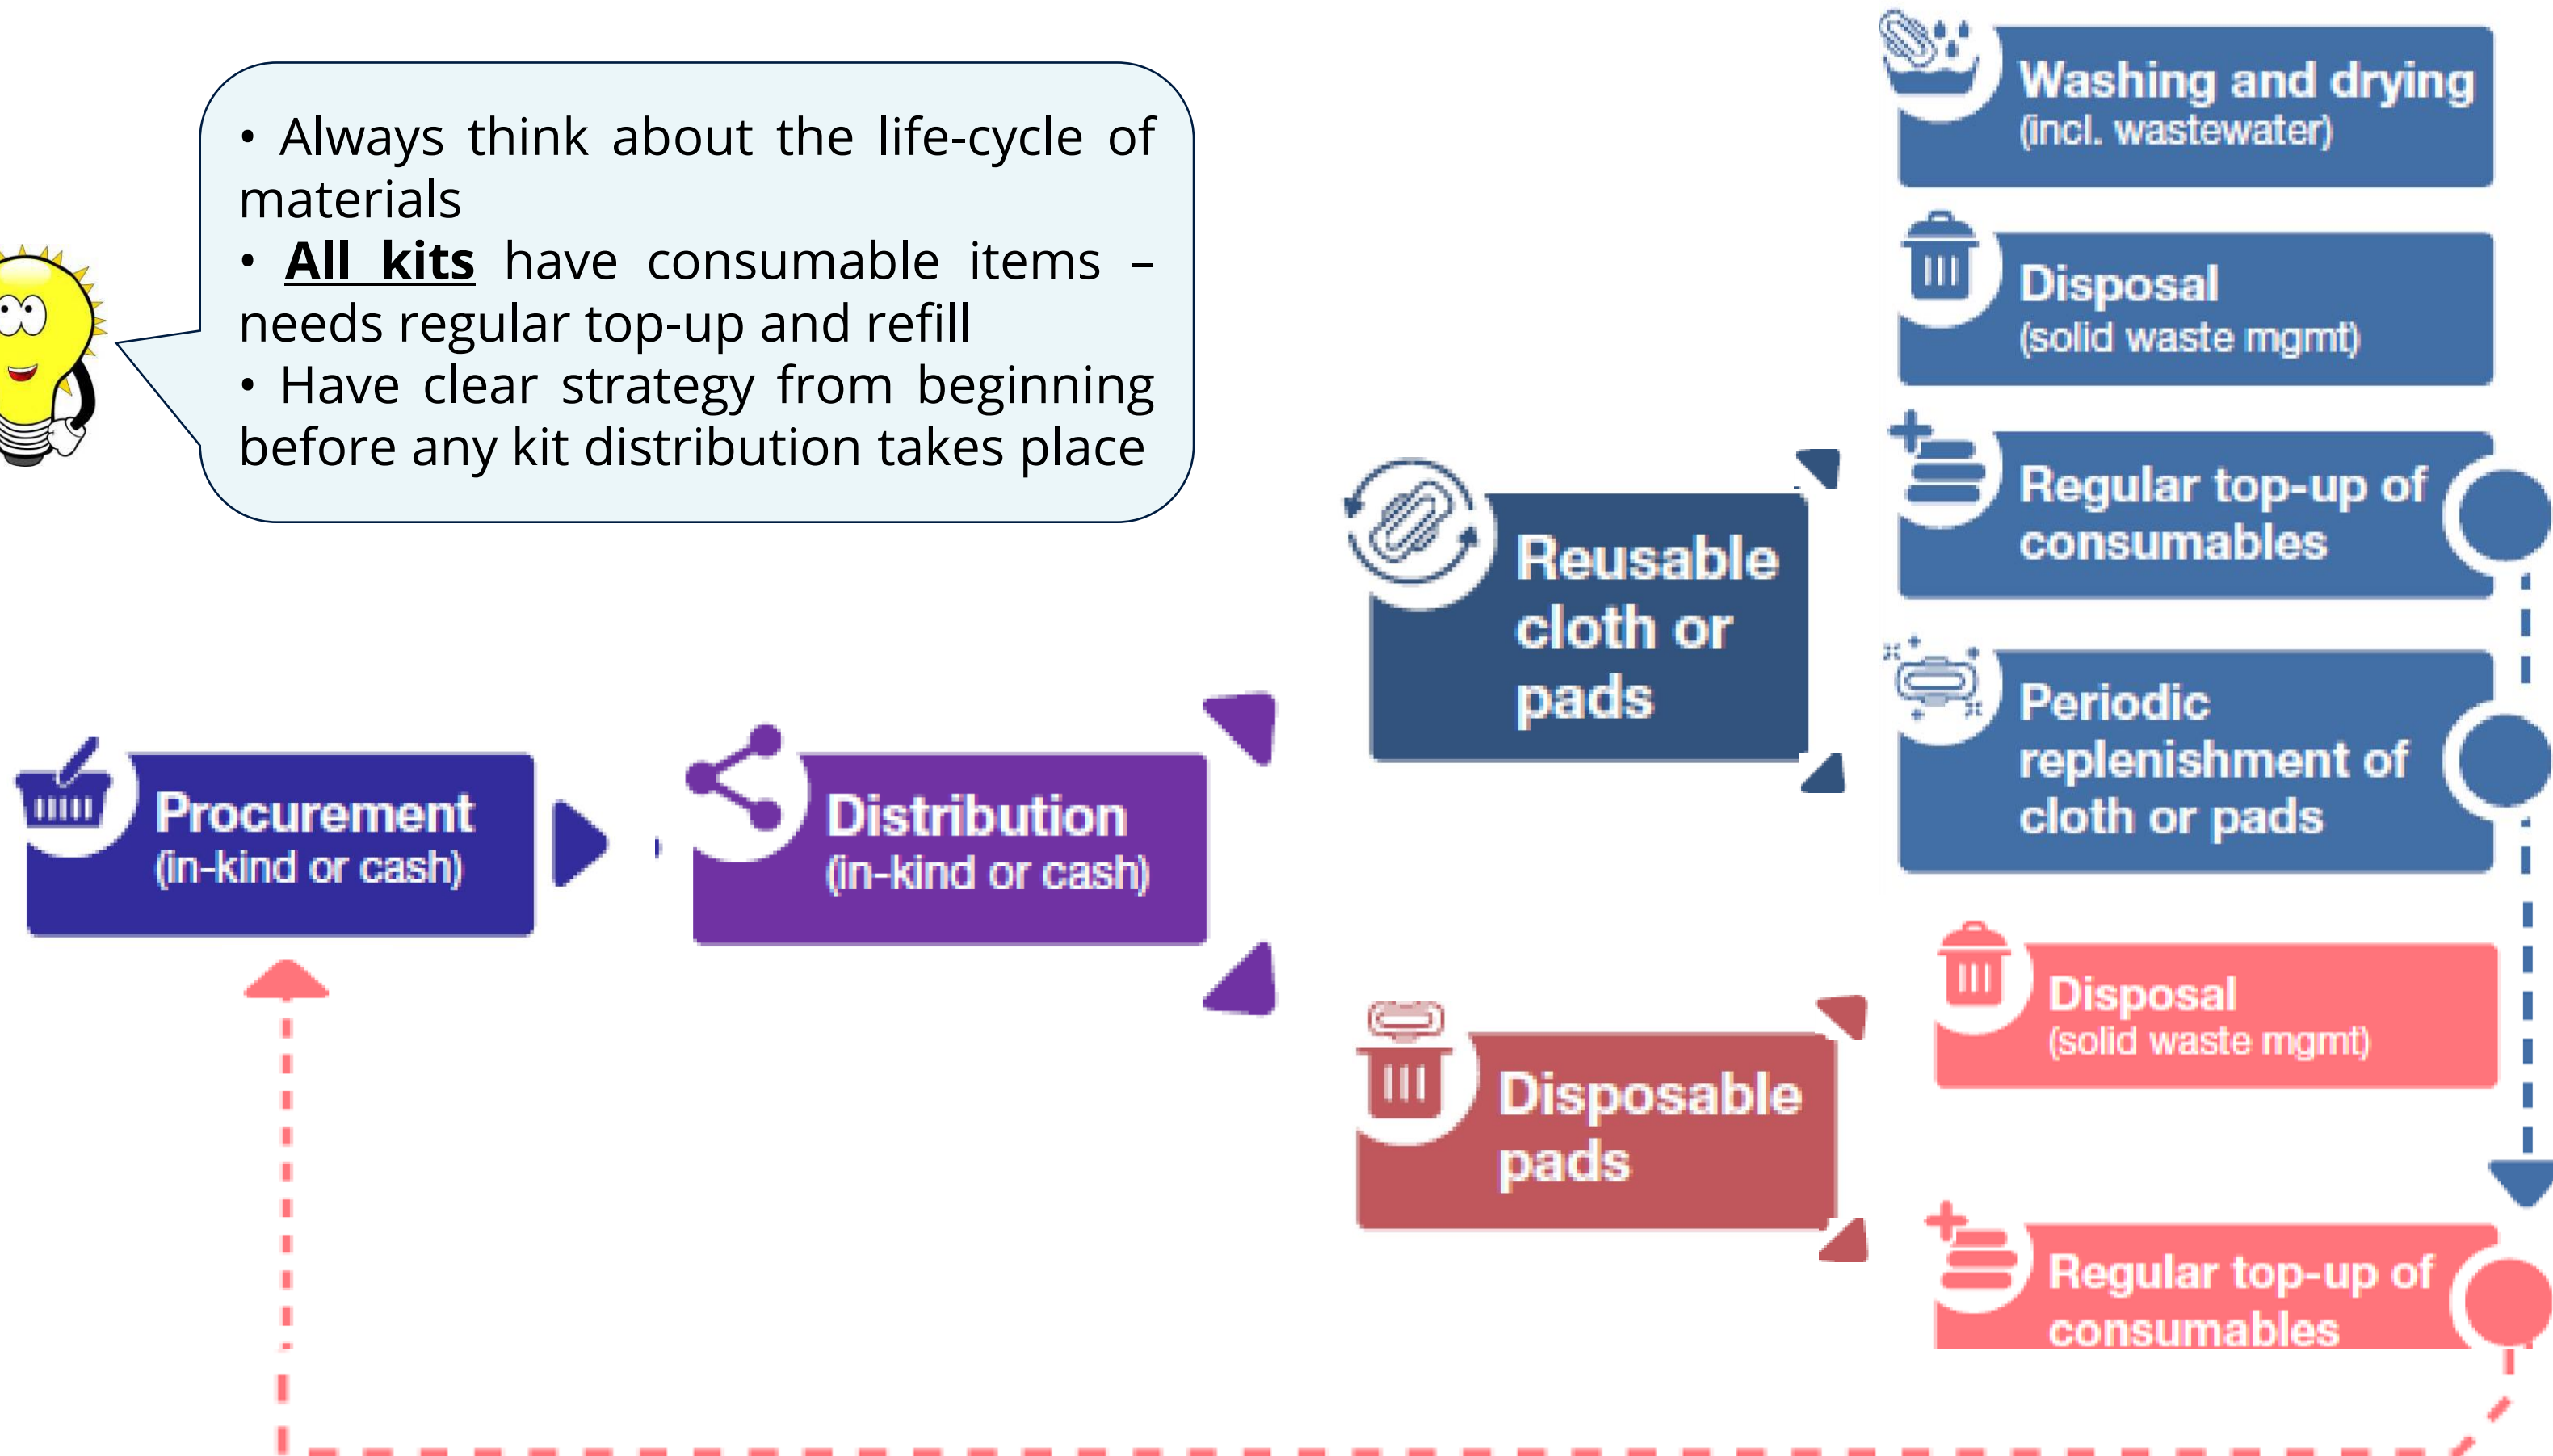 • Always think about the life-cycle of
materials
• All kits have consumable items –
needs regular top-up and refill
• Have clear strategy from beginning
before any kit distribution takes place
Procurement
(in-kind or cash)
Distribution
(in-kind or cash)
Reusable
cloth or
pads
Washing and drying
(incl. wastewater)
Disposal
(solid waste mgmt)
Regular top-up of
consumables
Periodic
replenishment of
cloth or pads
Disposable
pads
Disposal
(solid waste mgmt)
Regular top-up of
consumables